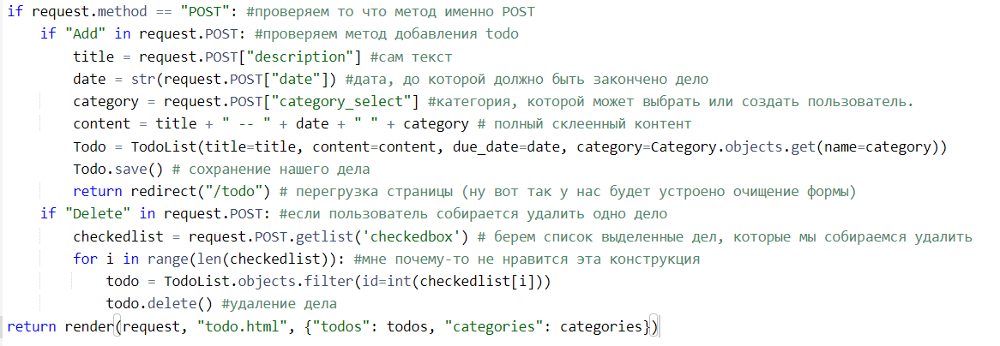 if request.method == "POST": #проверяем то что метод именно POST
if "Add" in request.POST: #проверяем метод добавления todo
title = request.POST["description"] #сам текст
date = str(request.POST["date"]) #дата, до которой должно быть закончено дело
category = request.POST["category_select"] #категория, которой может выбрать или создать пользователь.
content = title + " -- " + date + " " + category # полный склеенный контент
Todo = TodoList(title=title, content=content, due_date=date, category=Category.objects.get(name=category))
Todo.save() # сохранение нашего дела
return redirect("/todo") # перегрузка страницы (ну вот так у нас будет устроено очищение формы)
if "Delete" in request.POST: #если пользователь собирается удалить одно дело
checkedlist = request.POST.getlist('checkedbox') # берем список выделенные дел, которые мы собираемся удалить
for i in range(len(checkedlist)): #мне почему-то не нравится эта конструкция
todo = TodoList.objects.filter(id=int(checkedlist[i]))
todo.delete() #удаление дела
return render(request, "todo.html", {"todos": todos, "categories": categories})